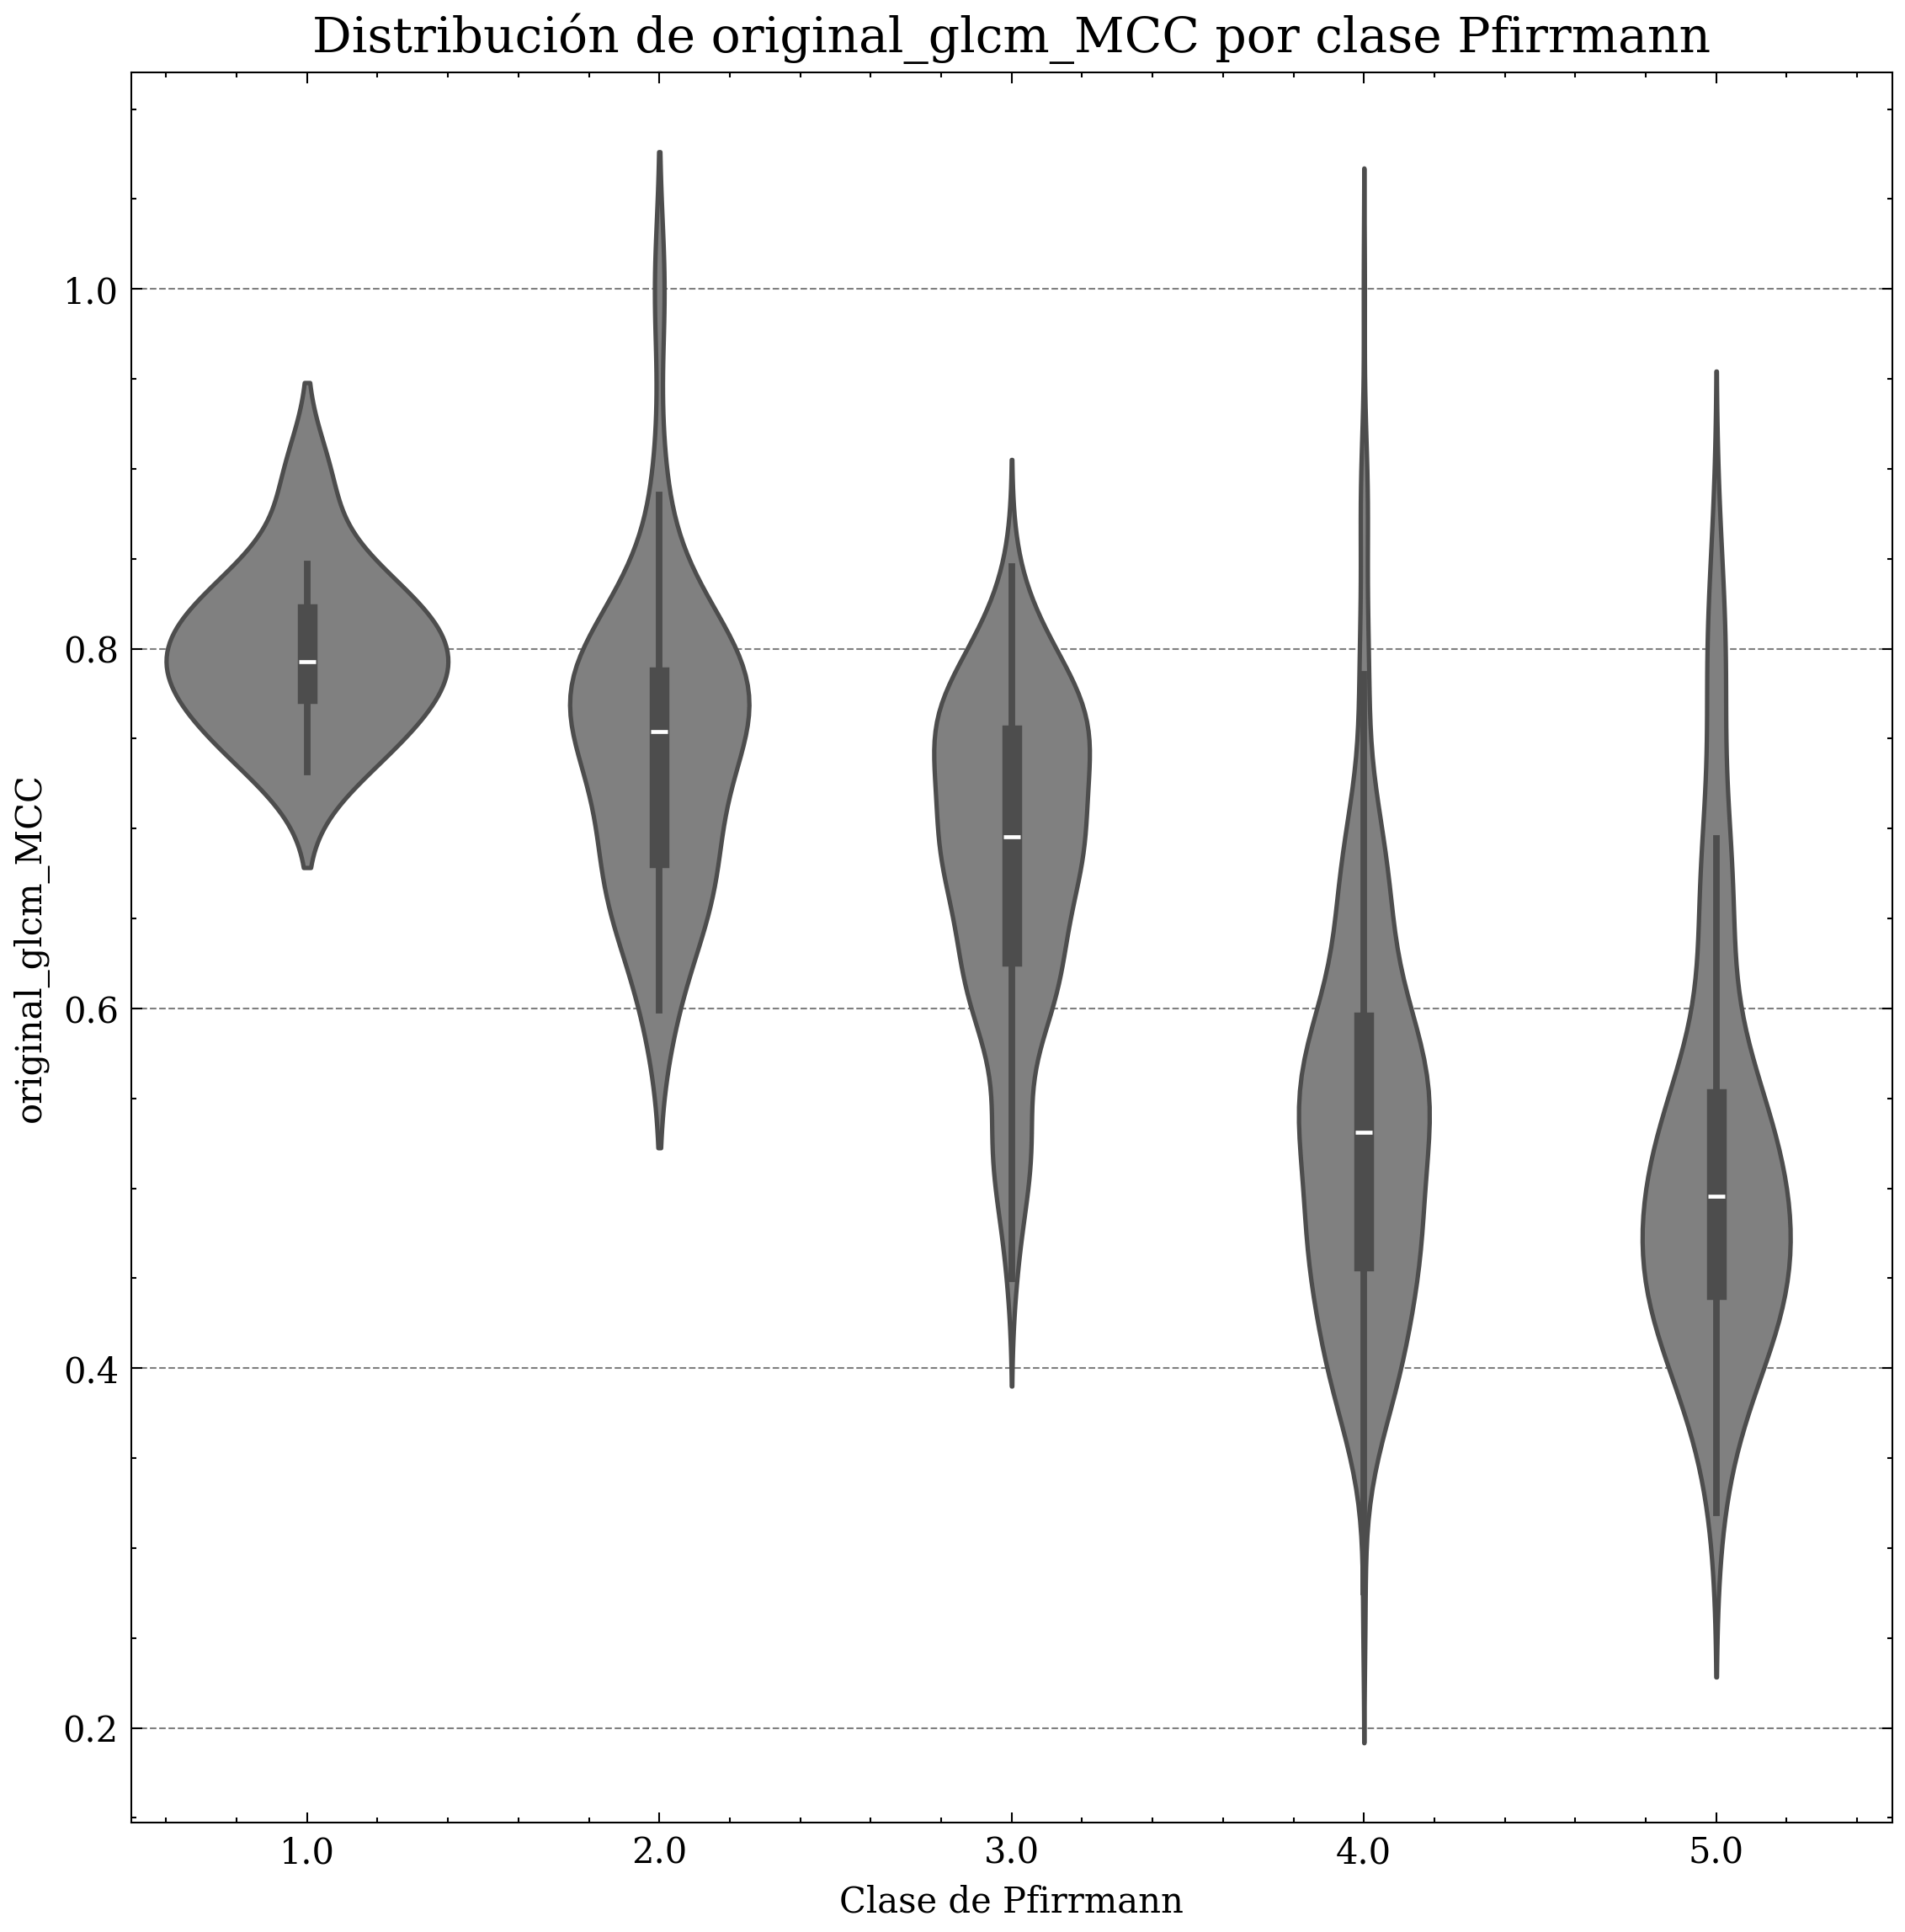 Distribución de original_glcm_MCC por clase Pfirrmann
original_glcm_MCC
1.0
0.8
0.6
0.4
0.2
1.0 2.0 3.0 4.0 5.0
Clase de Pfirrmann